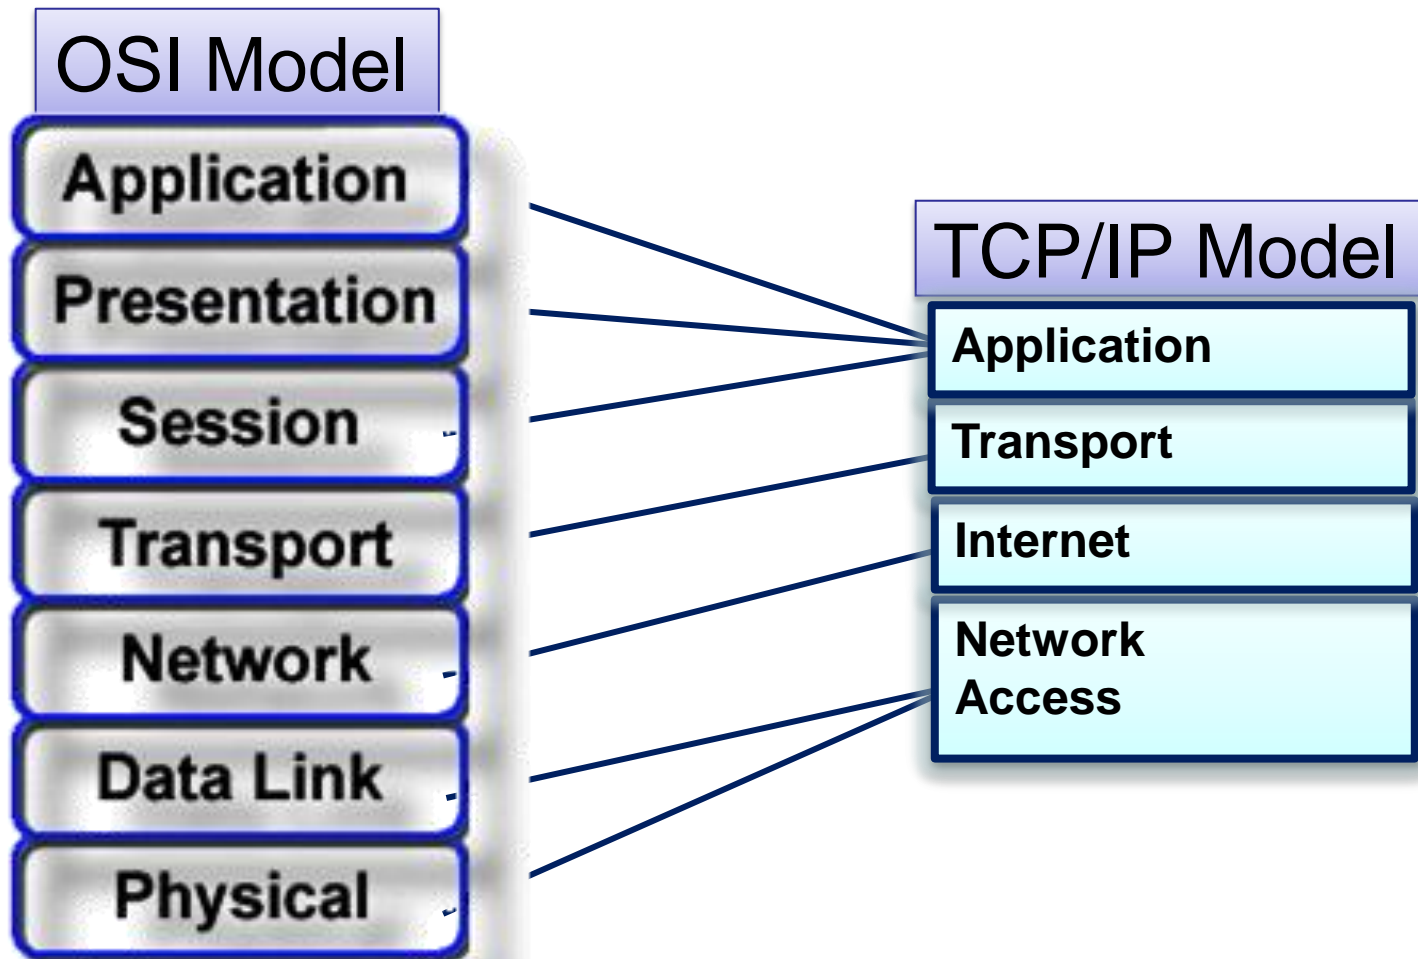 OSI Model
Application
Presentation
Session
Transport
Network
Data Link
Physical
TCP/IP Model
Application
Transport
Internet
Network
Access